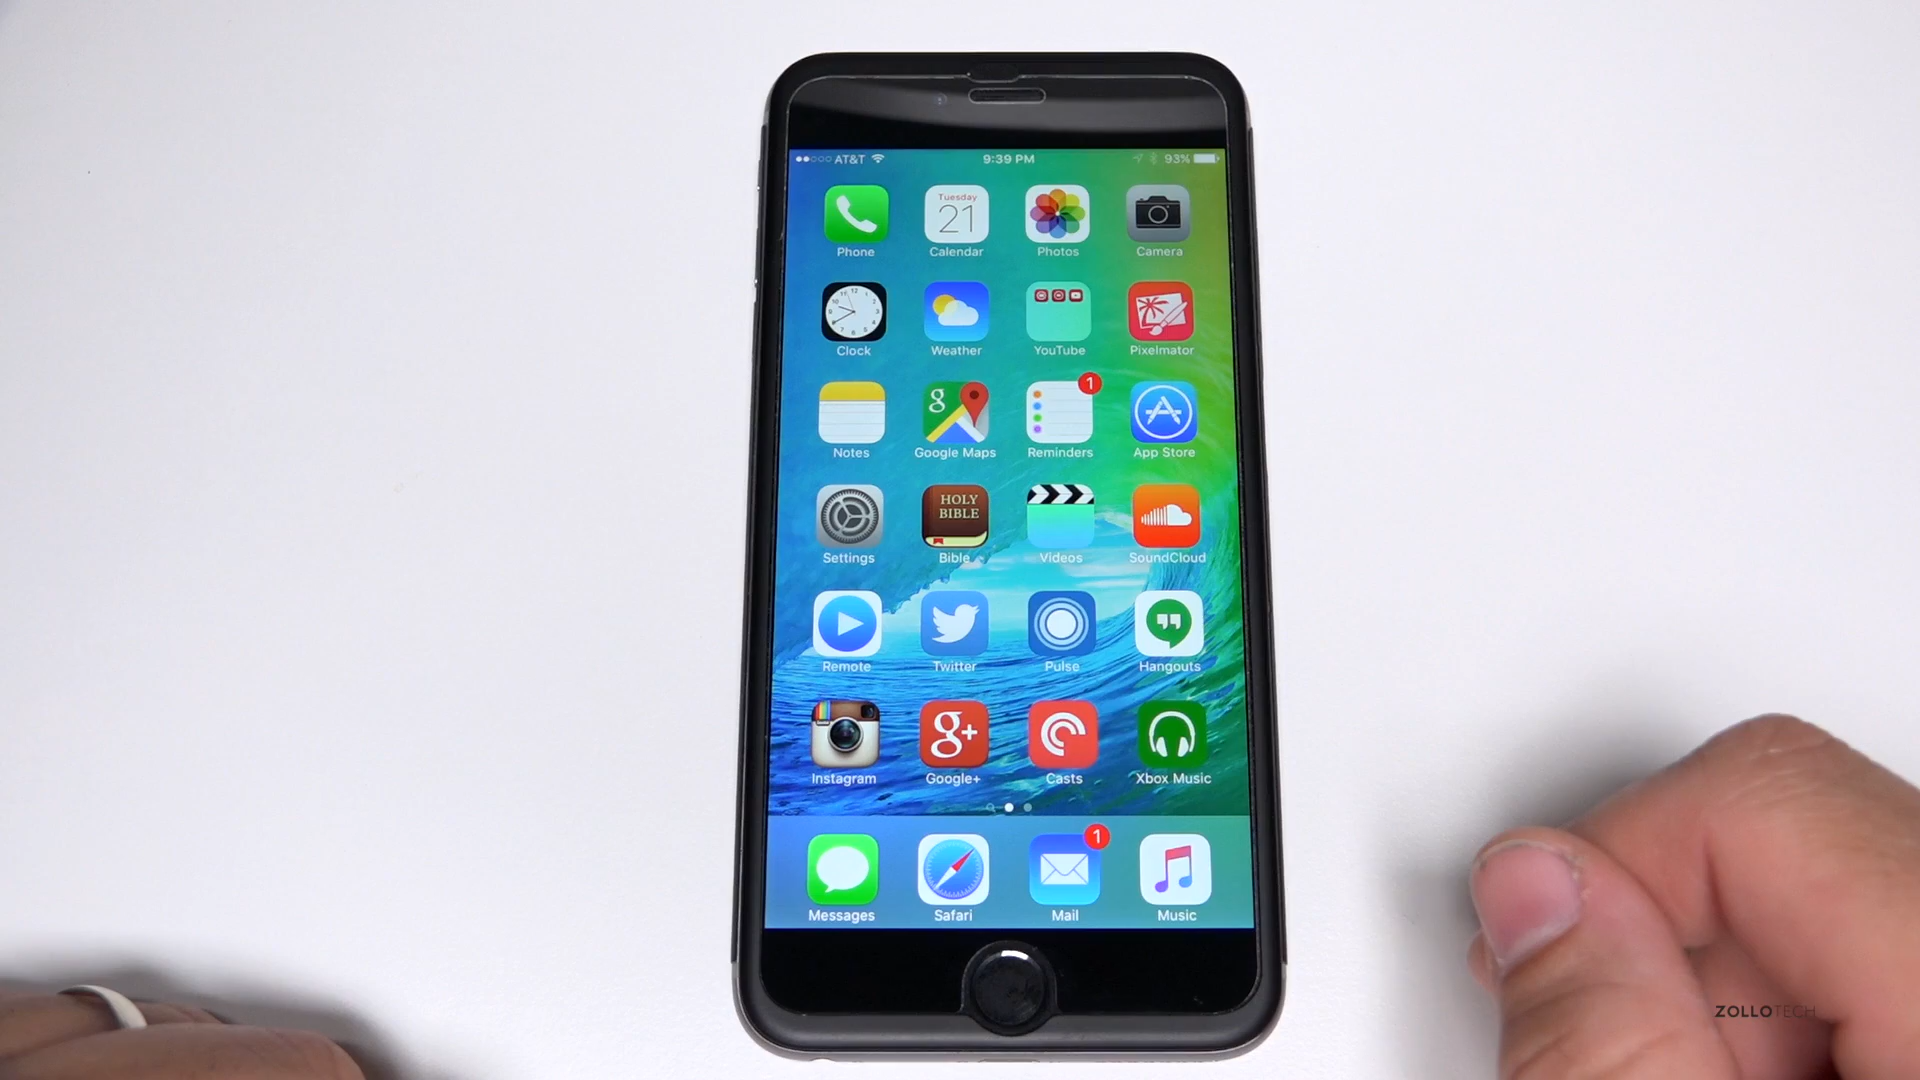 AT&T 9:39 PM 93%
Tuesday
21
Phone Calendar Photos Camera
12
Clock Weather YouTube Pixelmator
g 1
Notes Google Maps Reminders App Store
HOLY
BIBLE
Settings Bible Videos SoundCloud
Remote Twitter Pulse Hangouts
g+
Instagram Google+ Casts Xbox Music
1
Messages Safari Mail Music
ZOLLOTECH